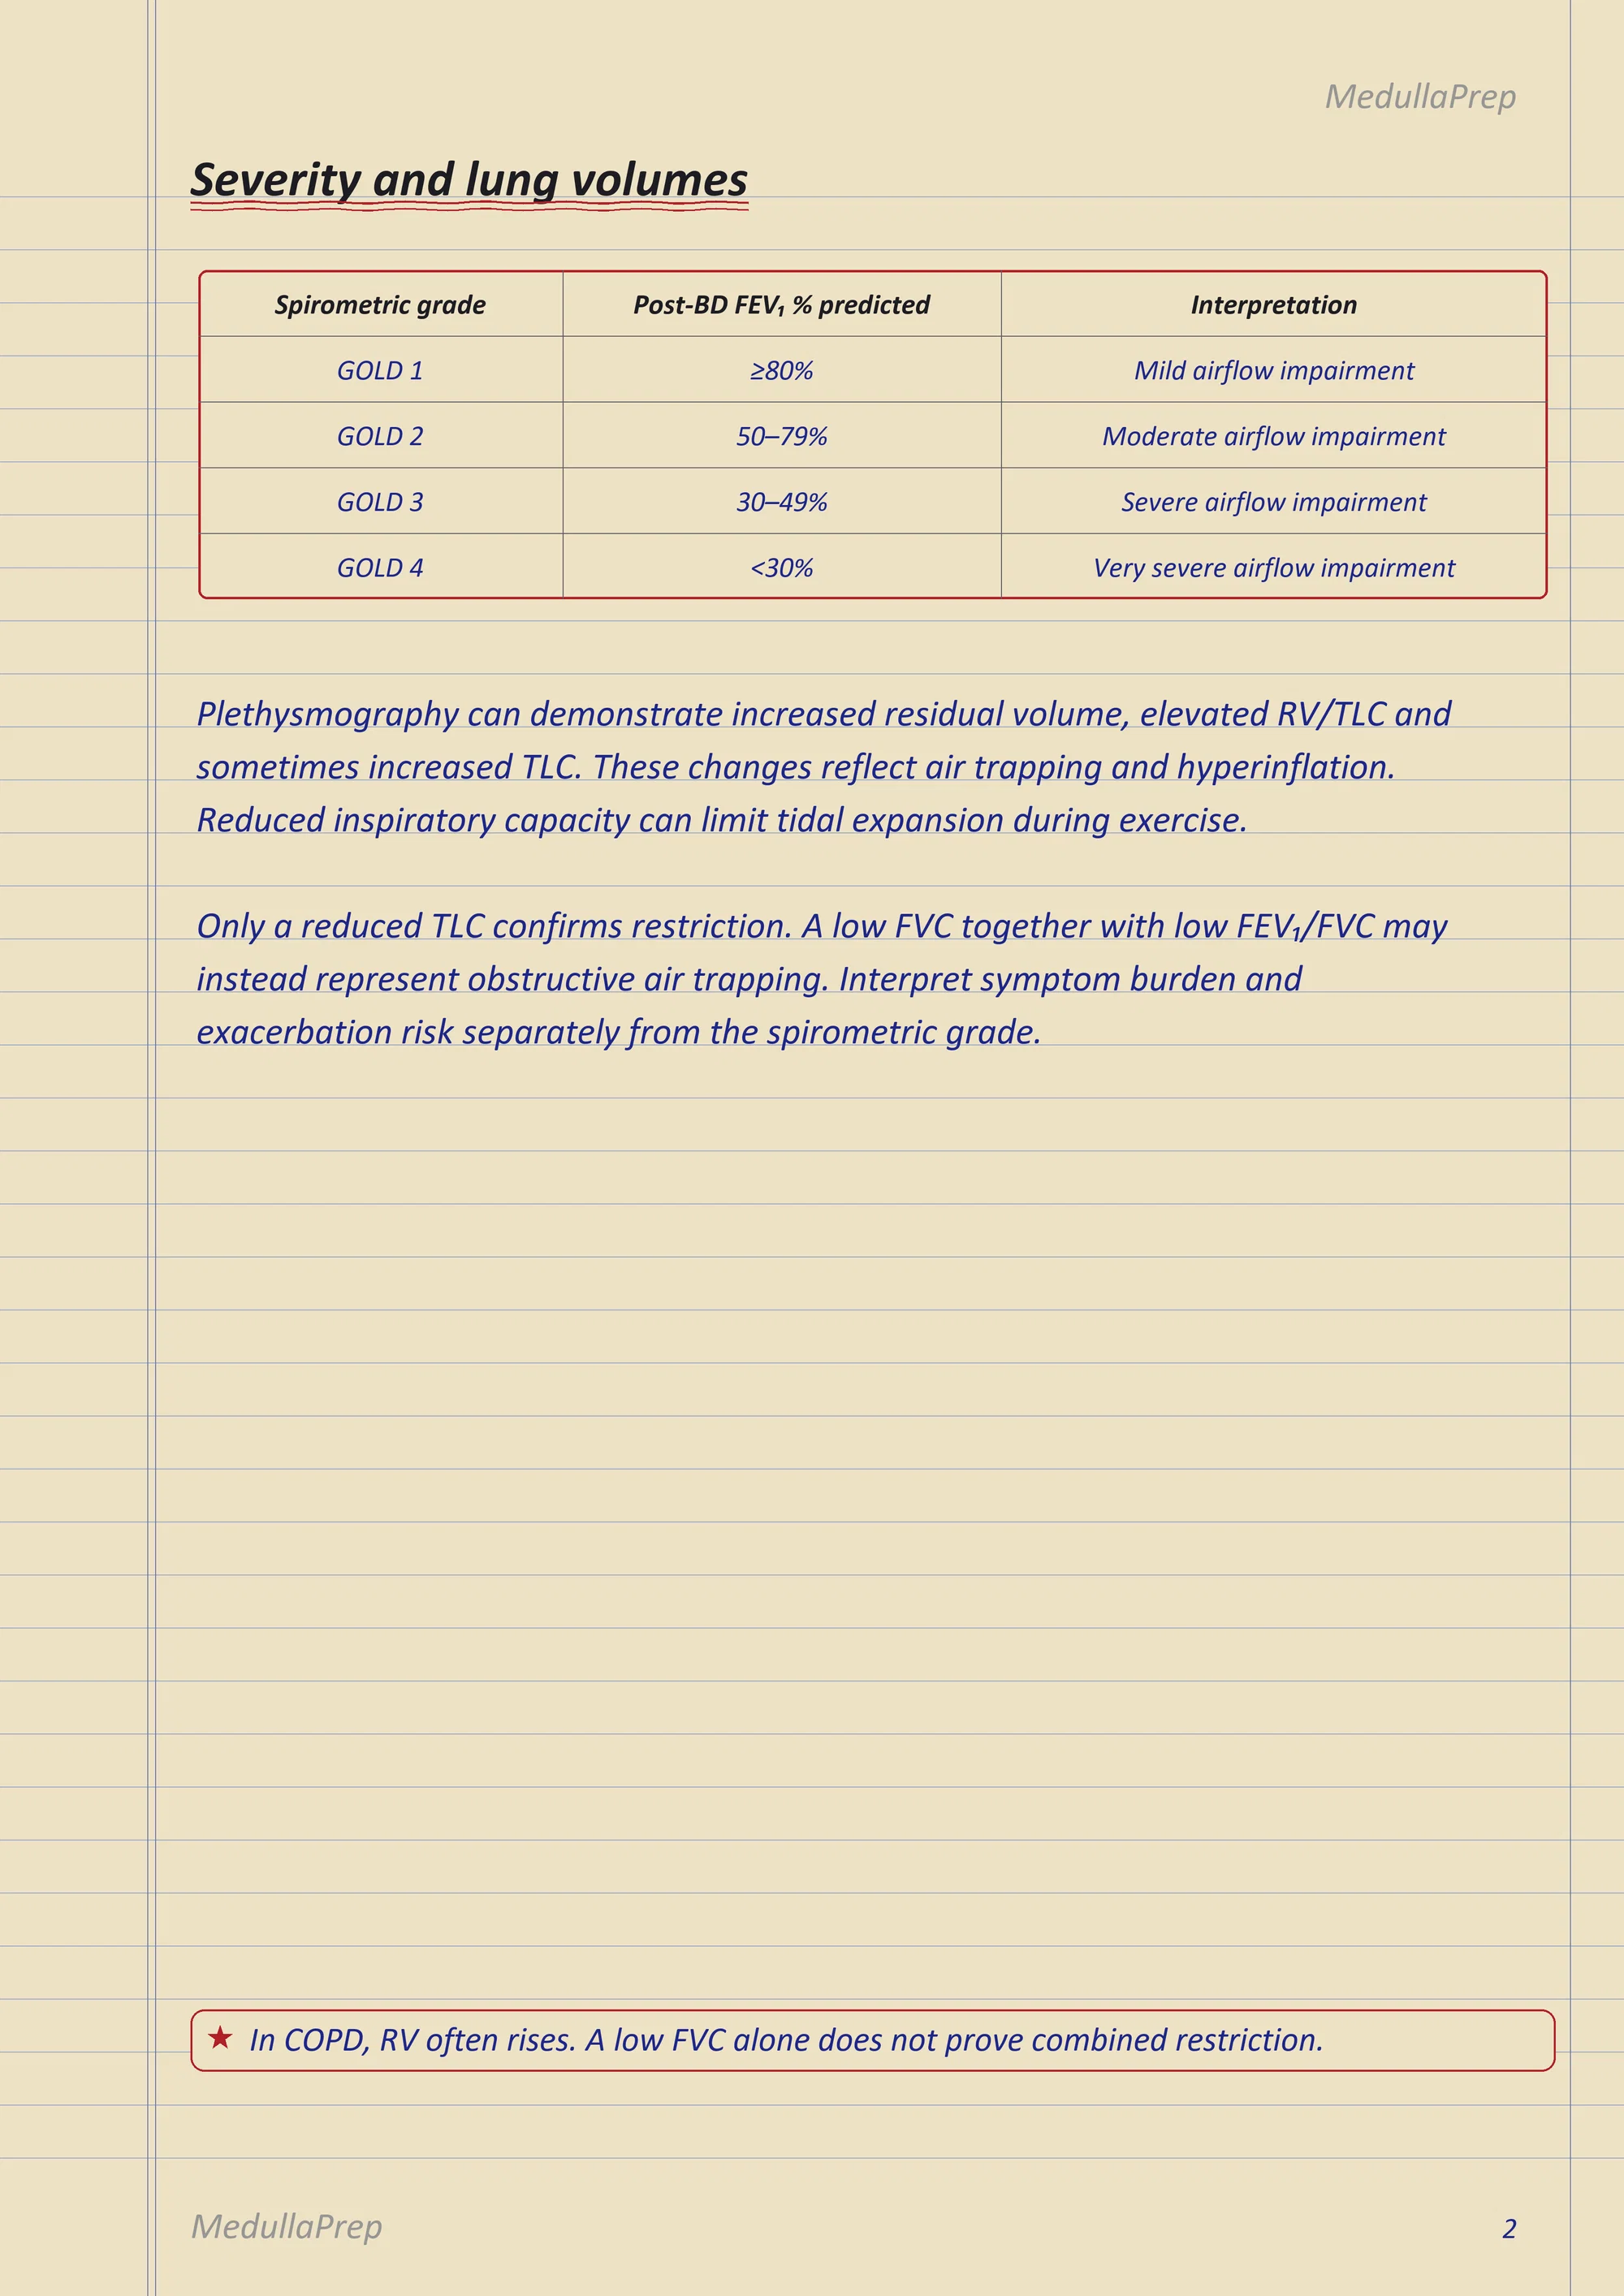 MedullaPrep
Severity and lung volumes
Spirometric grade Post-BD FEV₁ % predicted Interpretation
GOLD 1 ≥80% Mild airflow impairment
GOLD 2 50–79% Moderate airflow impairment
GOLD 3 30–49% Severe airflow impairment
GOLD 4 <30% Very severe airflow impairment
Plethysmography can demonstrate increased residual volume, elevated RV/TLC and
sometimes increased TLC. These changes reflect air trapping and hyperinflation.
Reduced inspiratory capacity can limit tidal expansion during exercise.
Only a reduced TLC confirms restriction. A low FVC together with low FEV₁/FVC may
instead represent obstructive air trapping. Interpret symptom burden and
exacerbation risk separately from the spirometric grade.
★ In COPD, RV often rises. A low FVC alone does not prove combined restriction.
MedullaPrep 2